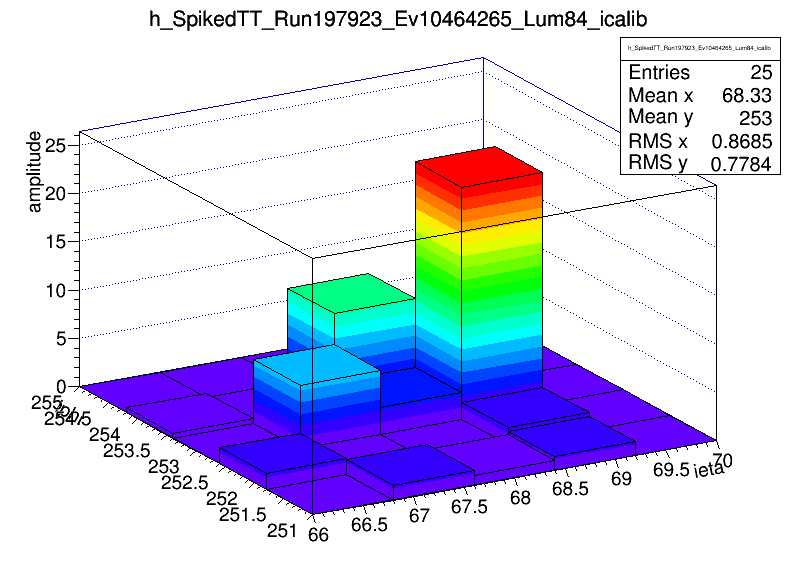 h_SpikedTT_Run197923_Ev10464265_Lum84_icalib
h_SpikedTT_Run197923_Ev10464265_Lum84_icalib
Entries 25
Mean x 68.33
Mean y 253
RMS x 0.8685
RMS y 0.7784
amplitude
25
20
15
10
5
0
255
254.5
254
253.5
253
252.5
252
251.5
251
66
66.5
67
67.5
68
68.5
69
69.5
70
ieta